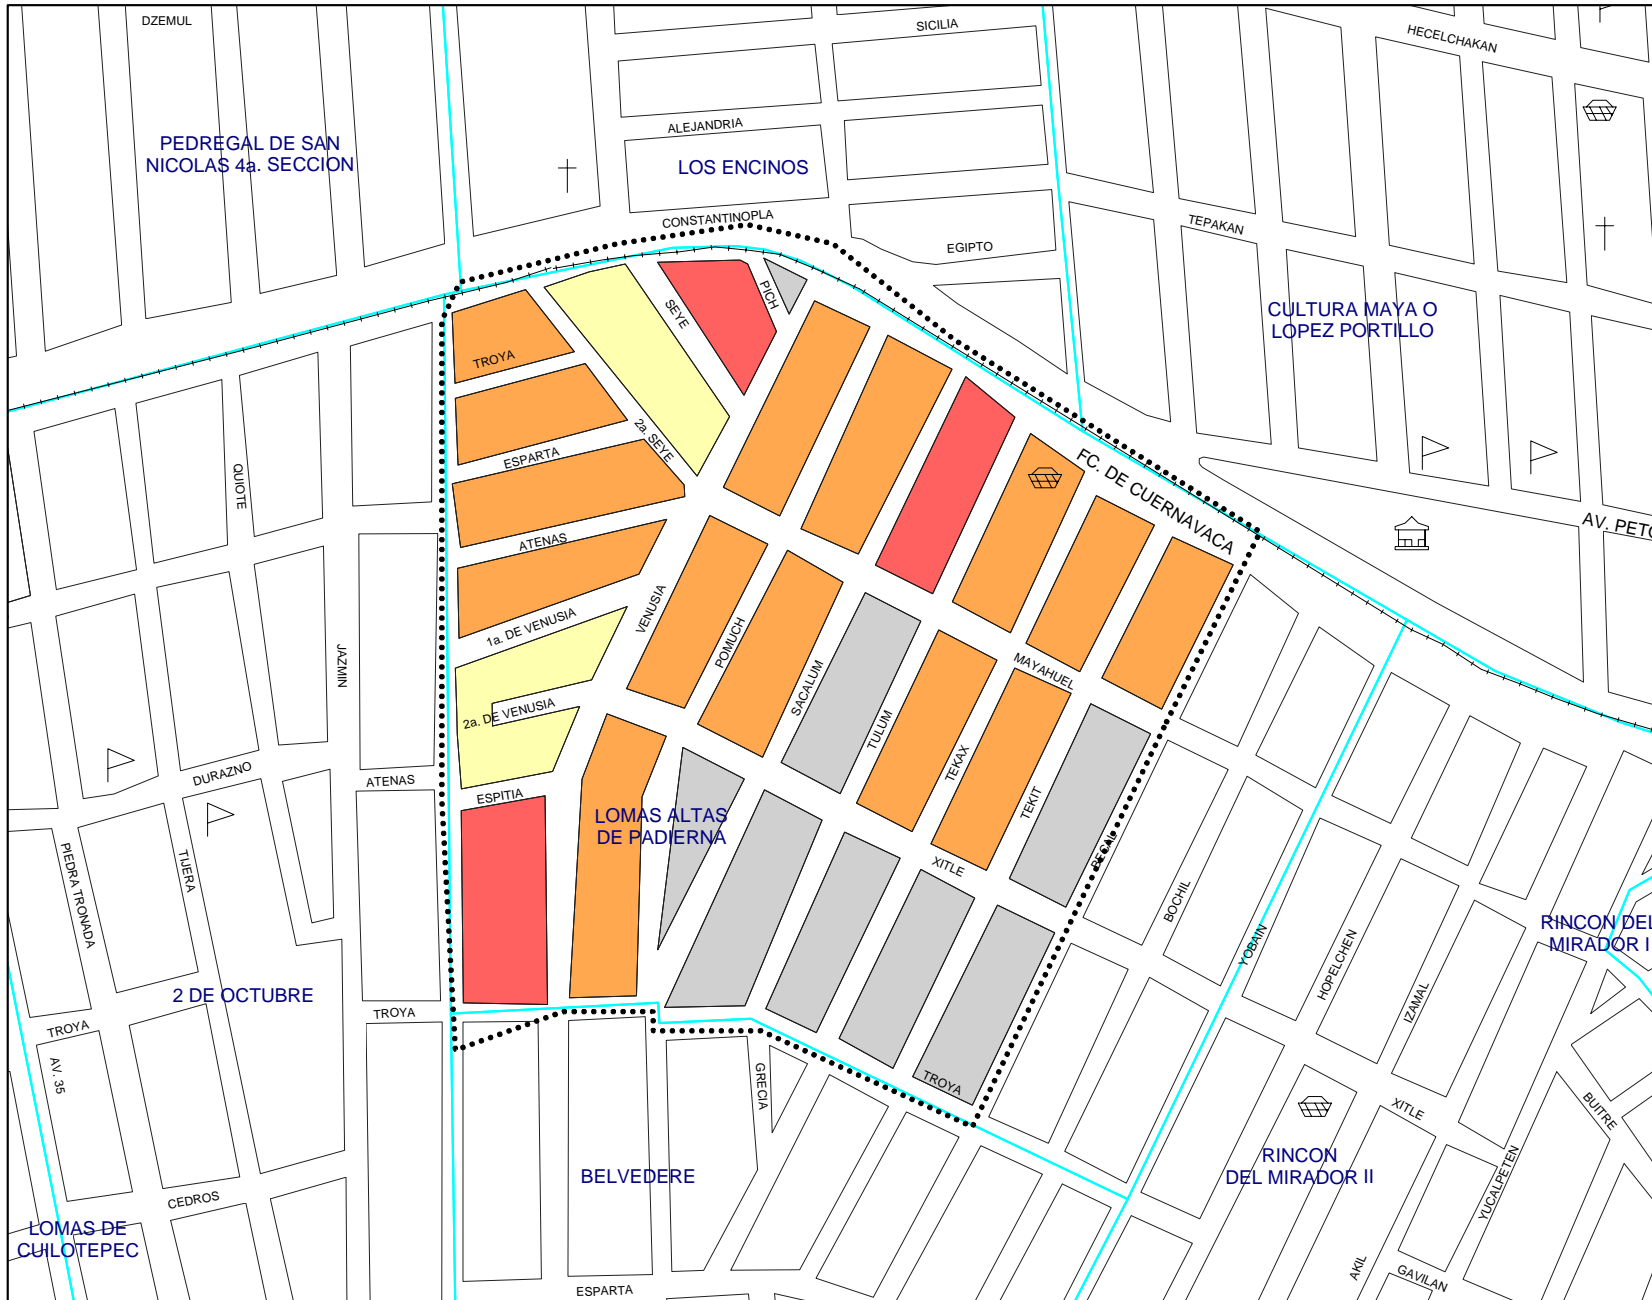 DZEMUL
SICILIA
HECELCHAKAN
ALEJANDRIA
PEDREGAL DE SAN
NICOLAS 4a. SECCION
LOS ENCINOS
CONSTANTINOPLA
TEPAKAN
EGIPTO
PICH
SEYE
CULTURA MAYA O
LOPEZ PORTILLO
TROYA
2a. SEYE
ESPARTA
QUIOTE
FC. DE CUERNAVACA
AV. PETO
ATENAS
VENUSIA
1a. DE VENUSIA
POMUCH
JAZMIN
MAYAHUEL
SACALUM
2a. DE VENUSIA
TULUM
TEKAX
DURAZNO
ATENAS
ESPITIA
TEKIT
LOMAS ALTAS
DE PADIERNA
BECAL
XITLE
TIJERA
PIEDRA TRONADA
BOCHIL
YOBAIN
HOPELCHEN
RINCON DEL
MIRADOR I
2 DE OCTUBRE
IZAMAL
TROYA
TROYA
AV. 35
GRECIA
TROYA
XITLE
BUITRE
RINCON
DEL MIRADOR II
BELVEDERE
YUCALPETEN
CEDROS
LOMAS DE
CUILOTEPEC
AKIL
GAVILAN
ESPARTA